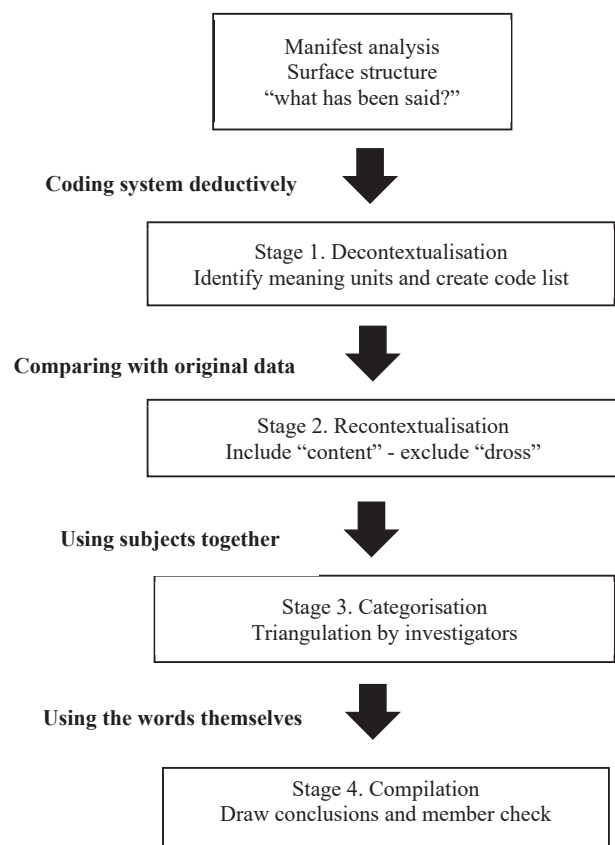 Manifest analysis
Surface structure
“what has been said?”
Coding system deductively
Stage 1. Decontextualisation
Identify meaning units and create code list
Comparing with original data
Stage 2. Recontextualisation
Include “content” - exclude “dross”
Using subjects together
Stage 3. Categorisation
Triangulation by investigators
Using the words themselves
Stage 4. Compilation
Draw conclusions and member check